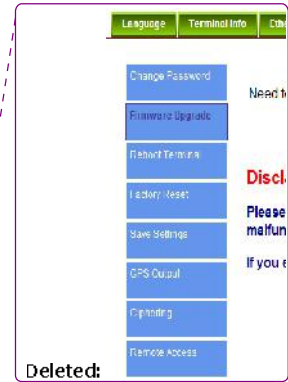 Language Terminal Info Ethe
Change Password
Need t
Firmware Upgrade
Reboot Terminal
Factory Reset
Discl
Please
malfun
Save Settings
If you e
GPS Output
Ciphering
Remote Access
Deleted: